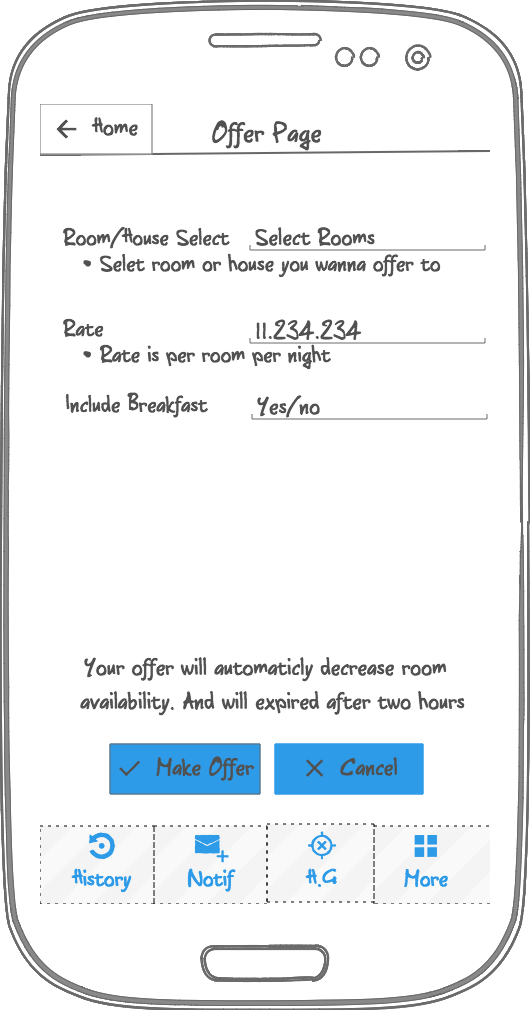 Home
Offer Page
Room/House Select Select Rooms
• Selet room or house you wanna offer to
Rate 11.234.234
• Rate is per room per night
Include Breakfast Yes/no
Your offer will automaticly decrease room
availability. And will expired after two hours
Make Offer Cancel
History Notif H.G More